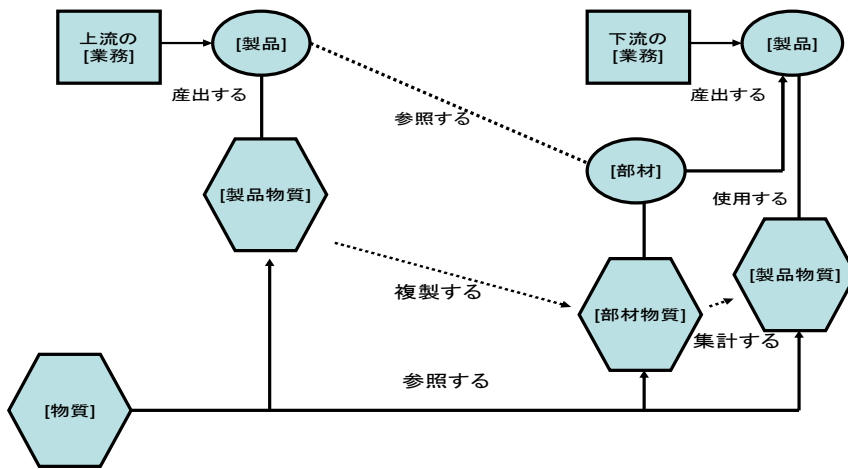 上流の
[業務]
[製品]
下流の
[業務]
[製品]
産出する
産出する
参照する
[部材]
[製品物質]
使用する
[製品物質]
複製する
[部材物質]
集計する
参照する
[物質]